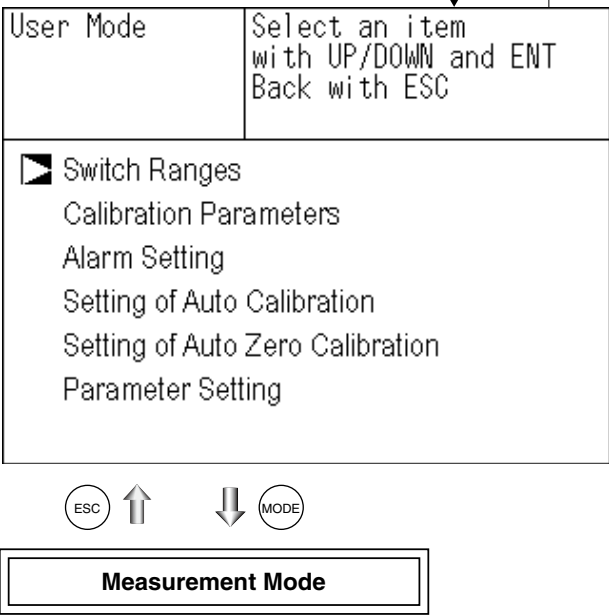 User Mode
Select an item
with UP/DOWN and ENT
Back with ESC
Switch Ranges
Calibration Parameters
Alarm Setting
Setting of Auto Calibration
Setting of Auto Zero Calibration
Parameter Setting
ESC MODE
Measurement Mode